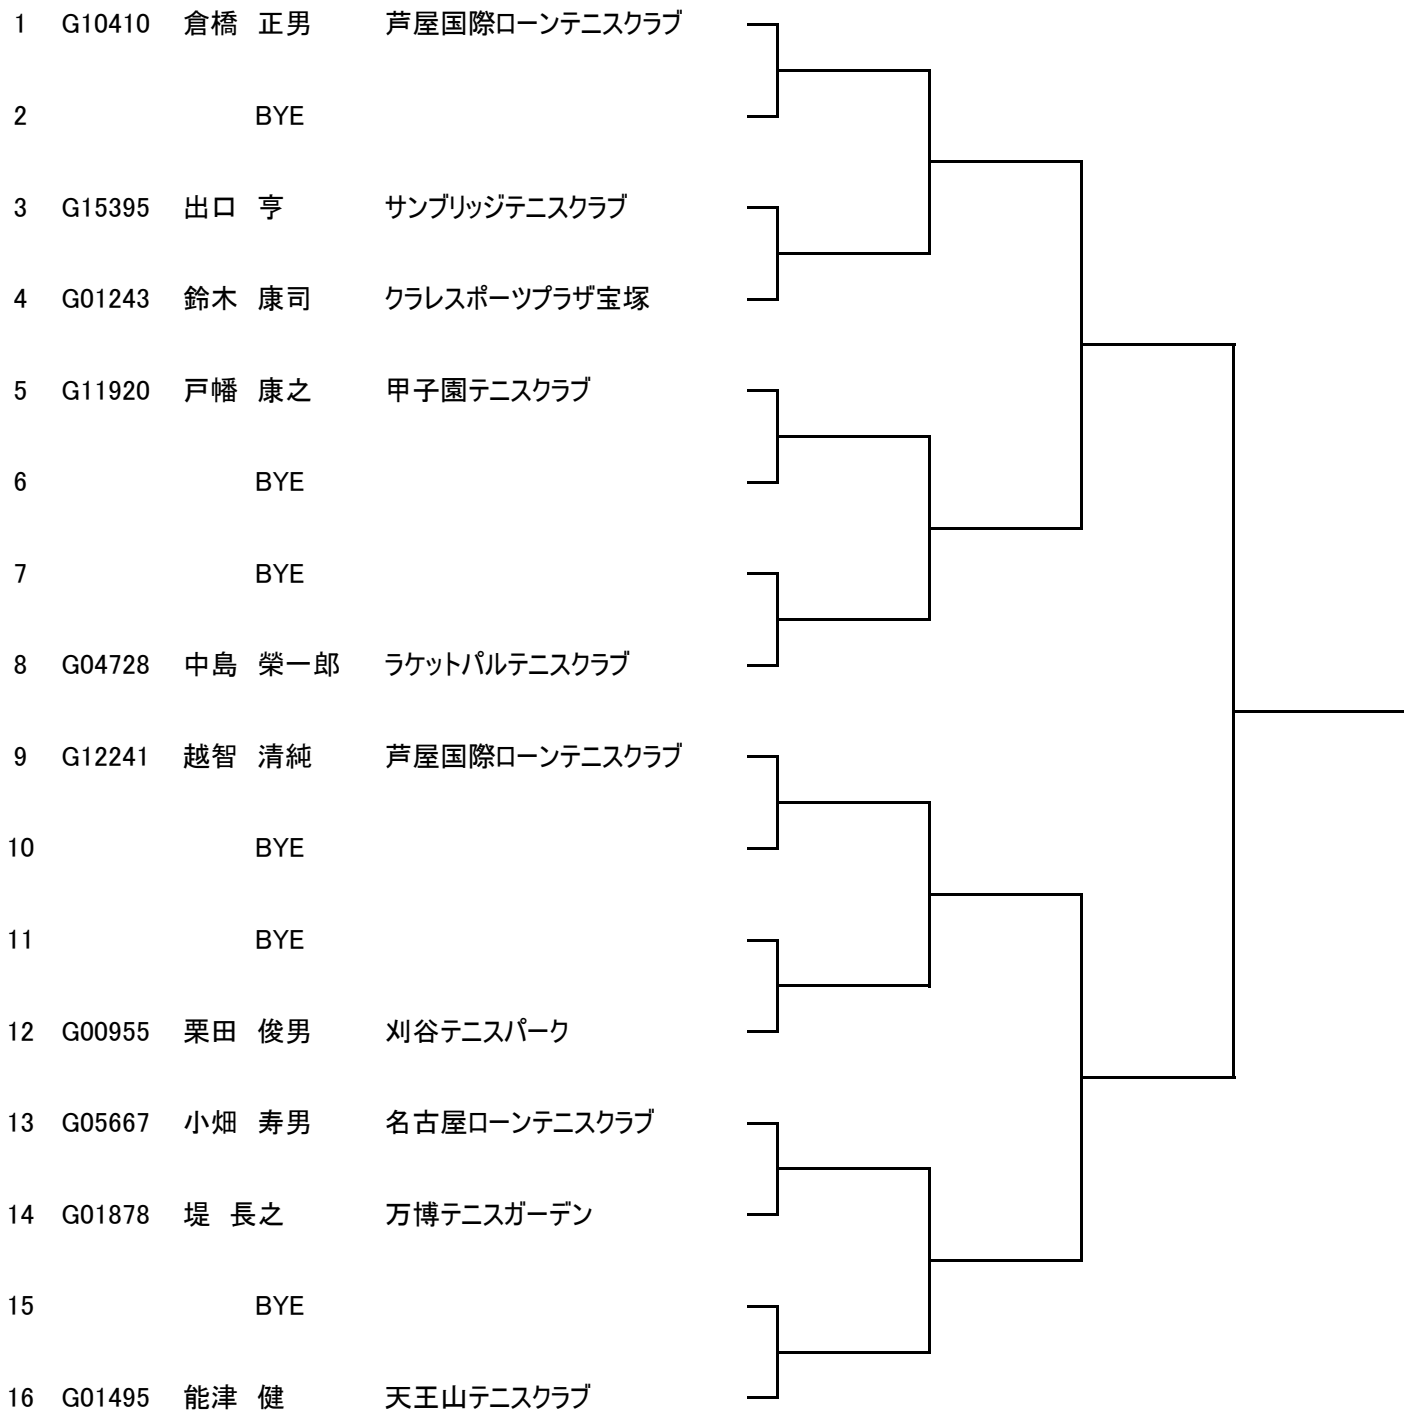 1 G10410 倉橋 正男 芦屋国際ローンテニスクラブ
2 BYE
3 G15395 出口 亨 サンブリッジテニスクラブ
4 G01243 鈴木 康司 クラレスポーツプラザ宝塚
5 G11920 戸幡 康之 甲子園テニスクラブ
6 BYE
7 BYE
8 G04728 中島 榮一郎 ラケットパルテニスクラブ
9 G12241 越智 清純 芦屋国際ローンテニスクラブ
10 BYE
11 BYE
12 G00955 栗田 俊男 刈谷テニスパーク
13 G05667 小畑 寿男 名古屋ローンテニスクラブ
14 G01878 堤 長之 万博テニスガーデン
15 BYE
16 G01495 能津 健 天王山テニスクラブ